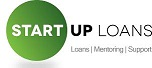 START UP LOANS
Loans | Mentoring | Support